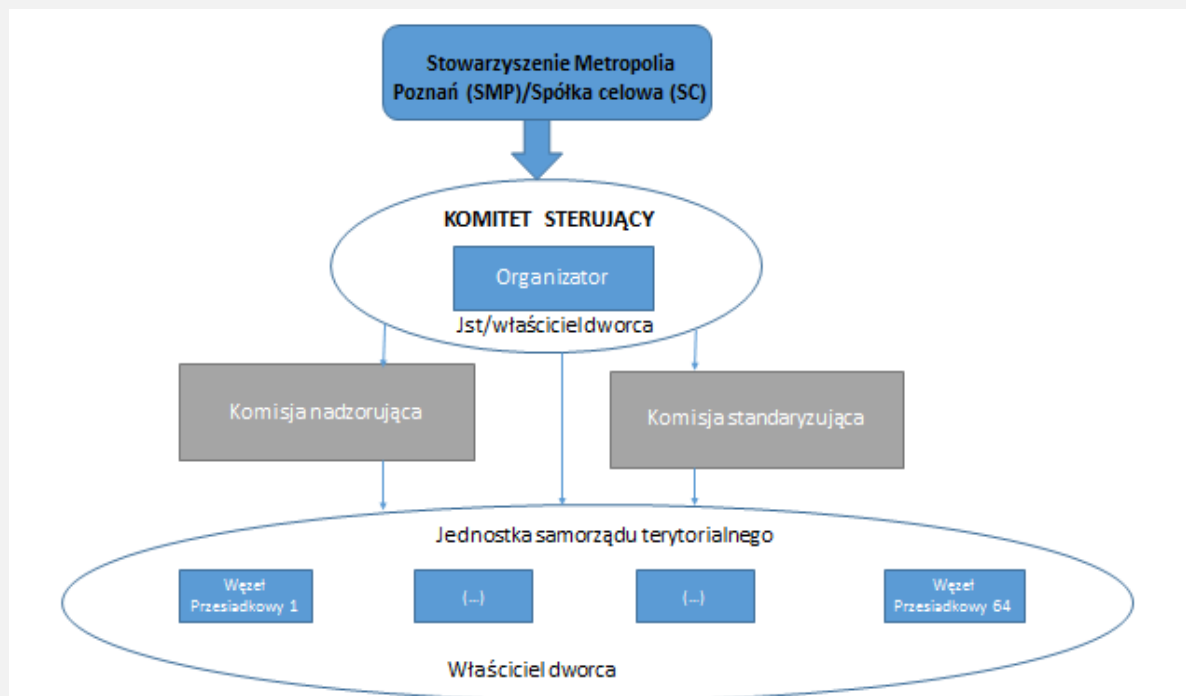 Stowarzyszenie Metropolia
Poznań (SMP)/Spółka celowa (SC)
KOMITET STERUJĄCY
Organizator
Jst/właściciel dworca
Komisja nadzorująca
Komisja standaryzująca
Jednostka samorządu terytorialnego
Węzeł
Przesiadkowy 1
(...)
(...)
Węzeł
Przesiadkowy 64
Właściciel dworca